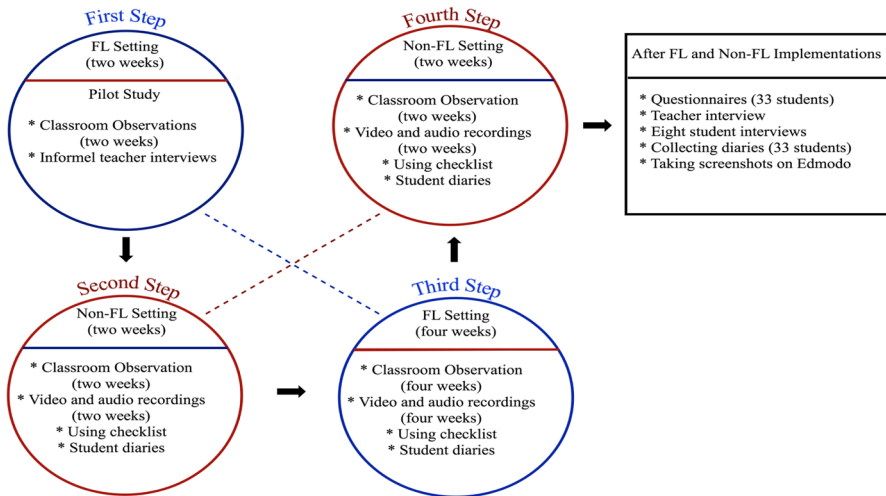 First Step
FL Setting
(two weeks)
Pilot Study
* Classroom Observations
(two weeks)
* Informel teacher interviews
Second Step
Non-FL Setting
(two weeks)
* Classroom Observation
(two weeks)
* Video and audio recordings
(two weeks)
* Using checklist
* Student diaries
Third Step
FL Setting
(four weeks)
* Classroom Observation
(four weeks)
* Video and audio recordings
(four weeks)
* Using checklist
* Student diaries
Fourth Step
Non-FL Setting
(two weeks)
* Classroom Observation
(two weeks)
* Video and audio recordings
(two weeks)
* Using checklist
* Student diaries
After FL and Non-FL Implementations
* Questionnaires (33 students)
* Teacher interview
* Eight student interviews
* Collecting diaries (33 students)
* Taking screenshots on Edmodo